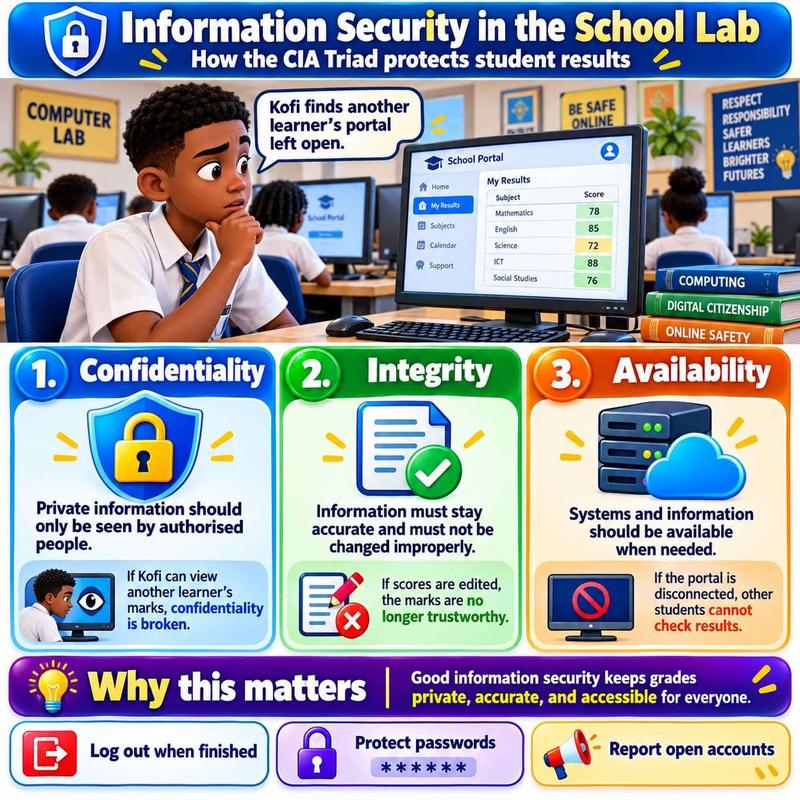 Information Security in the School Lab
How the CIA Triad protects student results
COMPUTER
LAB
Kofi finds another
learner's portal
left open.
BE SAFE
ONLINE
RESPECT
RESPONSIBILITY
SAFER
LEARNERS
BRIGHTER
FUTURES
School Portal
School Portal
Home
My Results
Subjects
Calendar
Support
My Results
Subject Score
Mathematics 78
English 85
Science 72
ICT 88
Social Studies 76
COMPUTING
DIGITAL CITIZENSHIP
ONLINE SAFETY
1. Confidentiality
Private information should
only be seen by authorised
people.
If Kofi can view
another learner's
marks, confidentiality
is broken.
2. Integrity
Information must stay
accurate and must not be
changed improperly.
If scores are edited,
the marks are no
longer trustworthy.
3. Availability
Systems and information
should be available
when needed.
If the portal is
disconnected, other
students cannot
check results.
Why this matters
Good information security keeps grades
private, accurate, and accessible for everyone.
Log out when finished
Protect passwords
******
Report open accounts